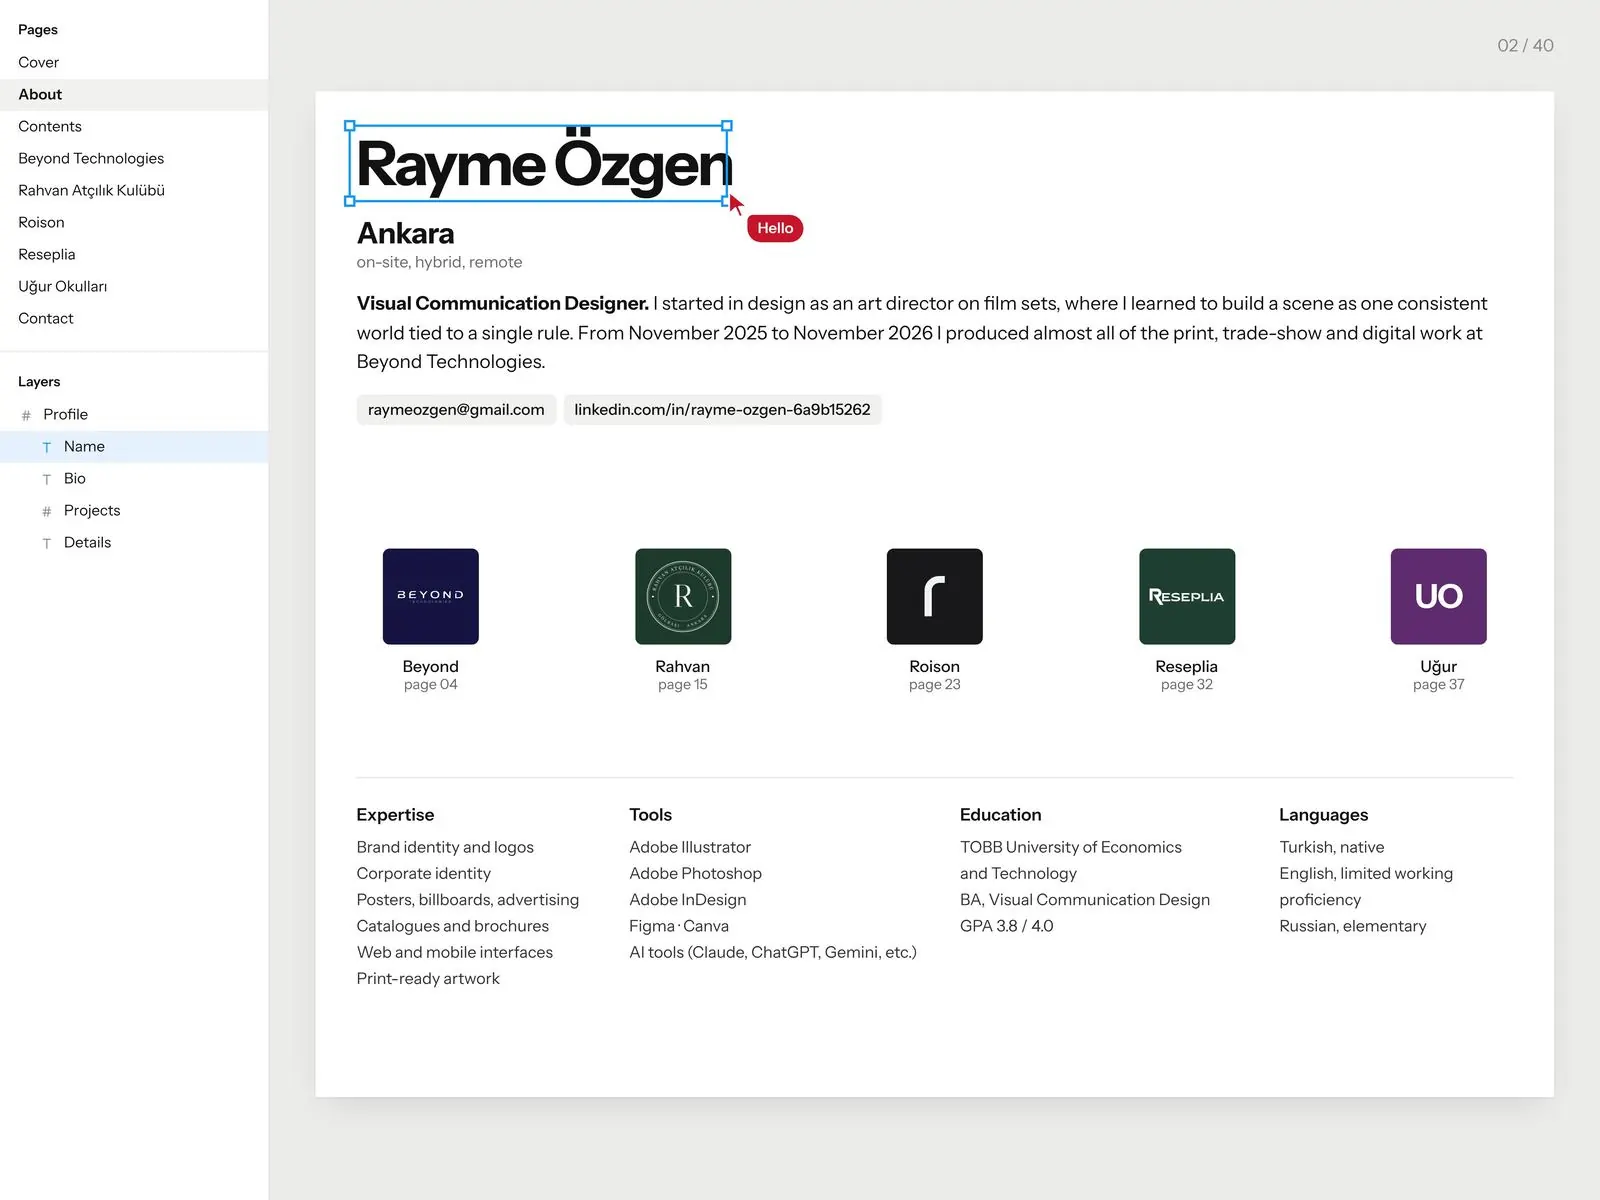 Pages
Cover
About
Contents
Beyond Technologies
Rahvan Atçılık Kulübü
Roison
Reseplia
Uğur Okulları
Contact
Layers
# Profile
T Name
T Bio
# Projects
T Details
02 / 40
Rayme Özgen
Hello
Ankara
on-site, hybrid, remote
Visual Communication Designer. I started in design as an art director on film sets, where I learned to build a scene as one consistent
world tied to a single rule. From November 2025 to November 2026 I produced almost all of the print, trade-show and digital work at
Beyond Technologies.
raymeozgen@gmail.com
linkedin.com/in/rayme-ozgen-6a9b15262
BEYOND
TECHNOLOGIES
RAHVAN ATÇILIK KULÜBÜ
R
GÖLBAŞI · ANKARA
r
RESEPLIA
UO
Beyond
page 04
Rahvan
page 15
Roison
page 23
Reseplia
page 32
Uğur
page 37
Expertise
Brand identity and logos
Corporate identity
Posters, billboards, advertising
Catalogues and brochures
Web and mobile interfaces
Print-ready artwork
Tools
Adobe Illustrator
Adobe Photoshop
Adobe InDesign
Figma · Canva
AI tools (Claude, ChatGPT, Gemini, etc.)
Education
TOBB University of Economics
and Technology
BA, Visual Communication Design
GPA 3.8 / 4.0
Languages
Turkish, native
English, limited working
proficiency
Russian, elementary